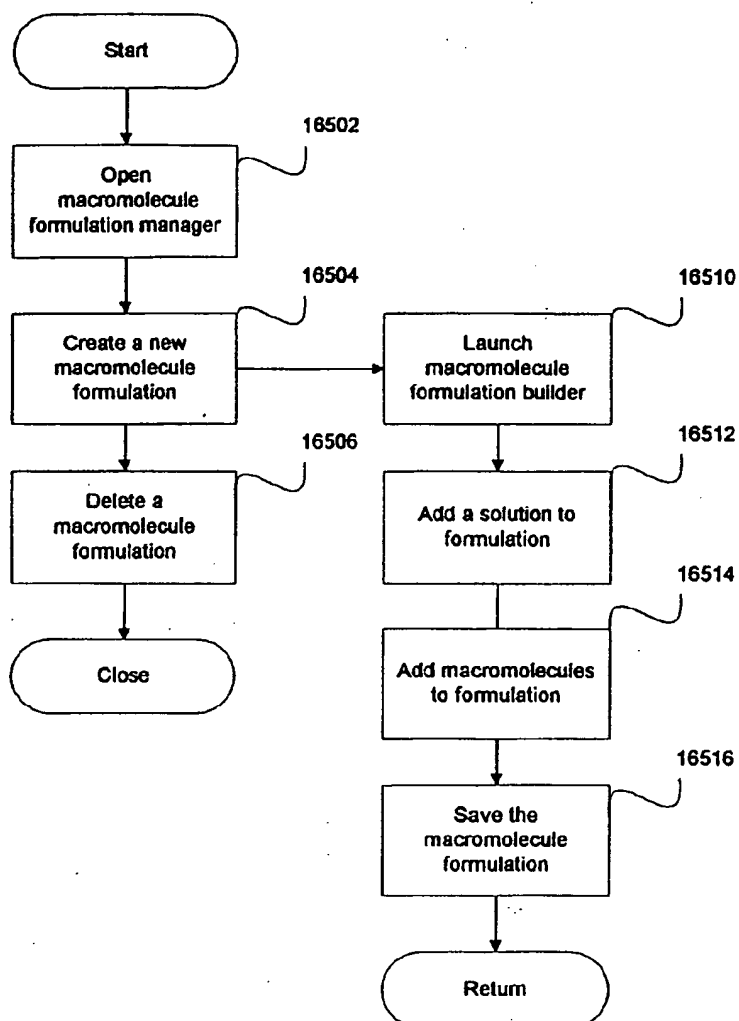 Start
16502
Open
macromolecule
formulation manager
16504
Create a new
macromolecule
formulation
16506
Delete a
macromolecule
formulation
Close
16510
Launch
macromolecule
formulation builder
16512
Add a solution to
formulation
16514
Add macromolecules
to formulation
16516
Save the
macromolecule
formulation
Return